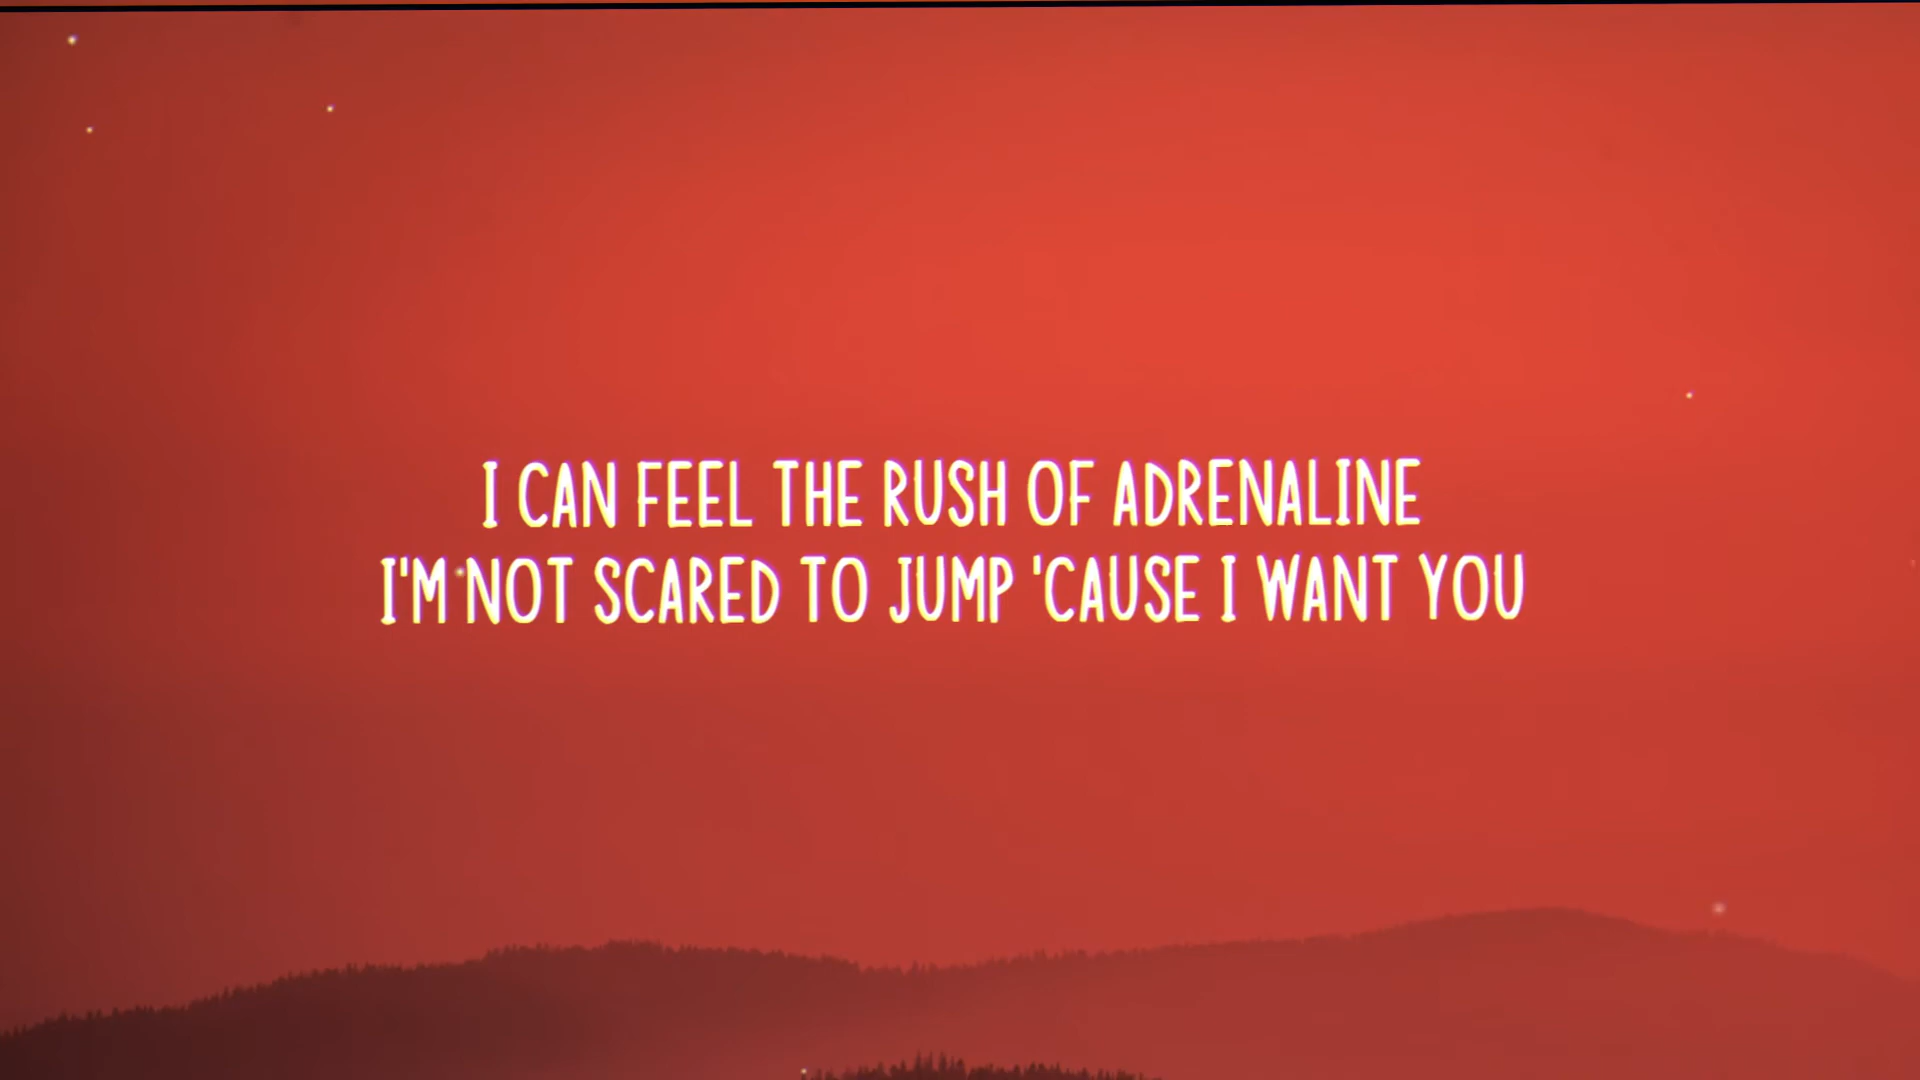 I CAN FEEL THE RUSH OF ADRENALINE
I'M NOT SCARED TO JUMP 'CAUSE I WANT YOU